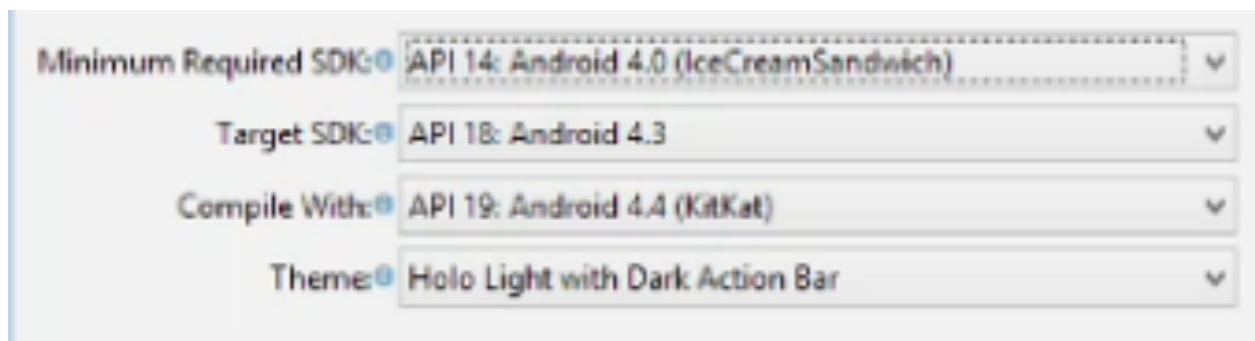 Minimum Required SDK: API 14: Android 4.0 (IceCreamSandwich)
Target SDK: API 18: Android 4.3
Compile With: API 19: Android 4.4 (KitKat)
Theme: Holo Light with Dark Action Bar